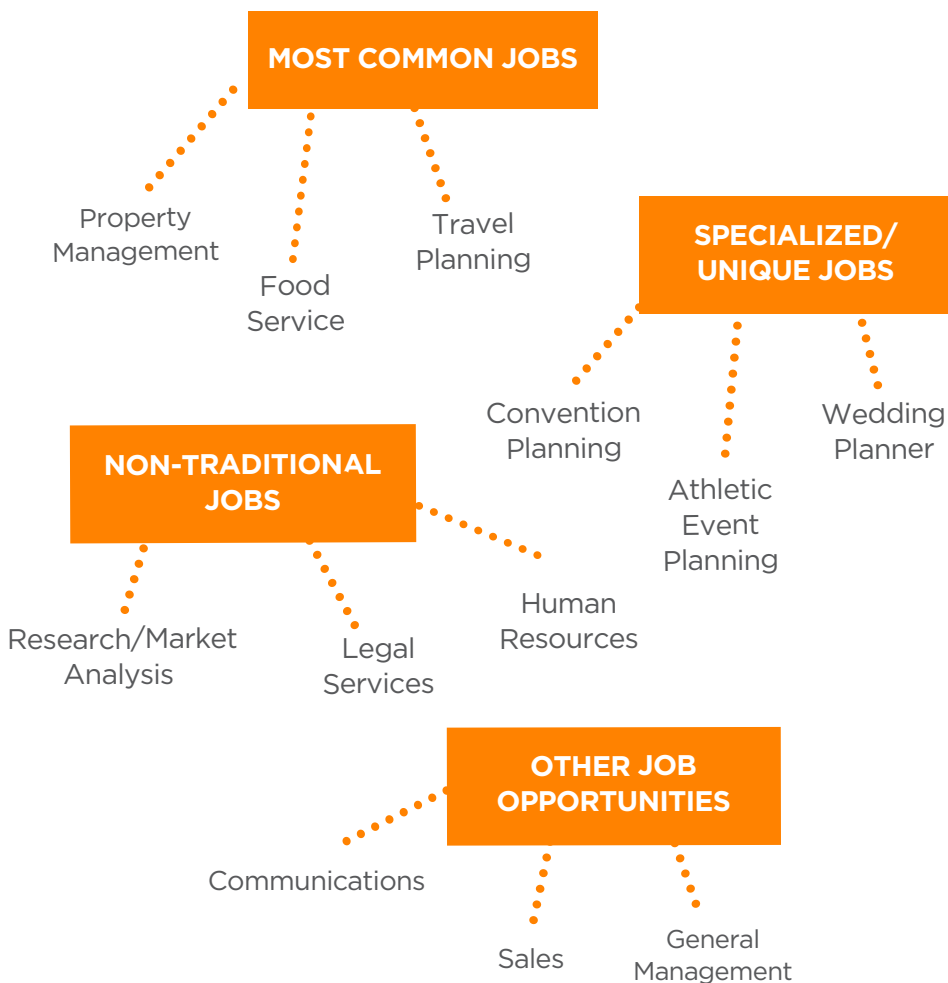 MOST COMMON JOBS
Property
Management
Food
Service
Travel
Planning
SPECIALIZED/
UNIQUE JOBS
Convention
Planning
Athletic
Event
Planning
Wedding
Planner
NON-TRADITIONAL
JOBS
Research/Market
Analysis
Legal
Services
Human
Resources
OTHER JOB
OPPORTUNITIES
Communications
Sales
General
Management